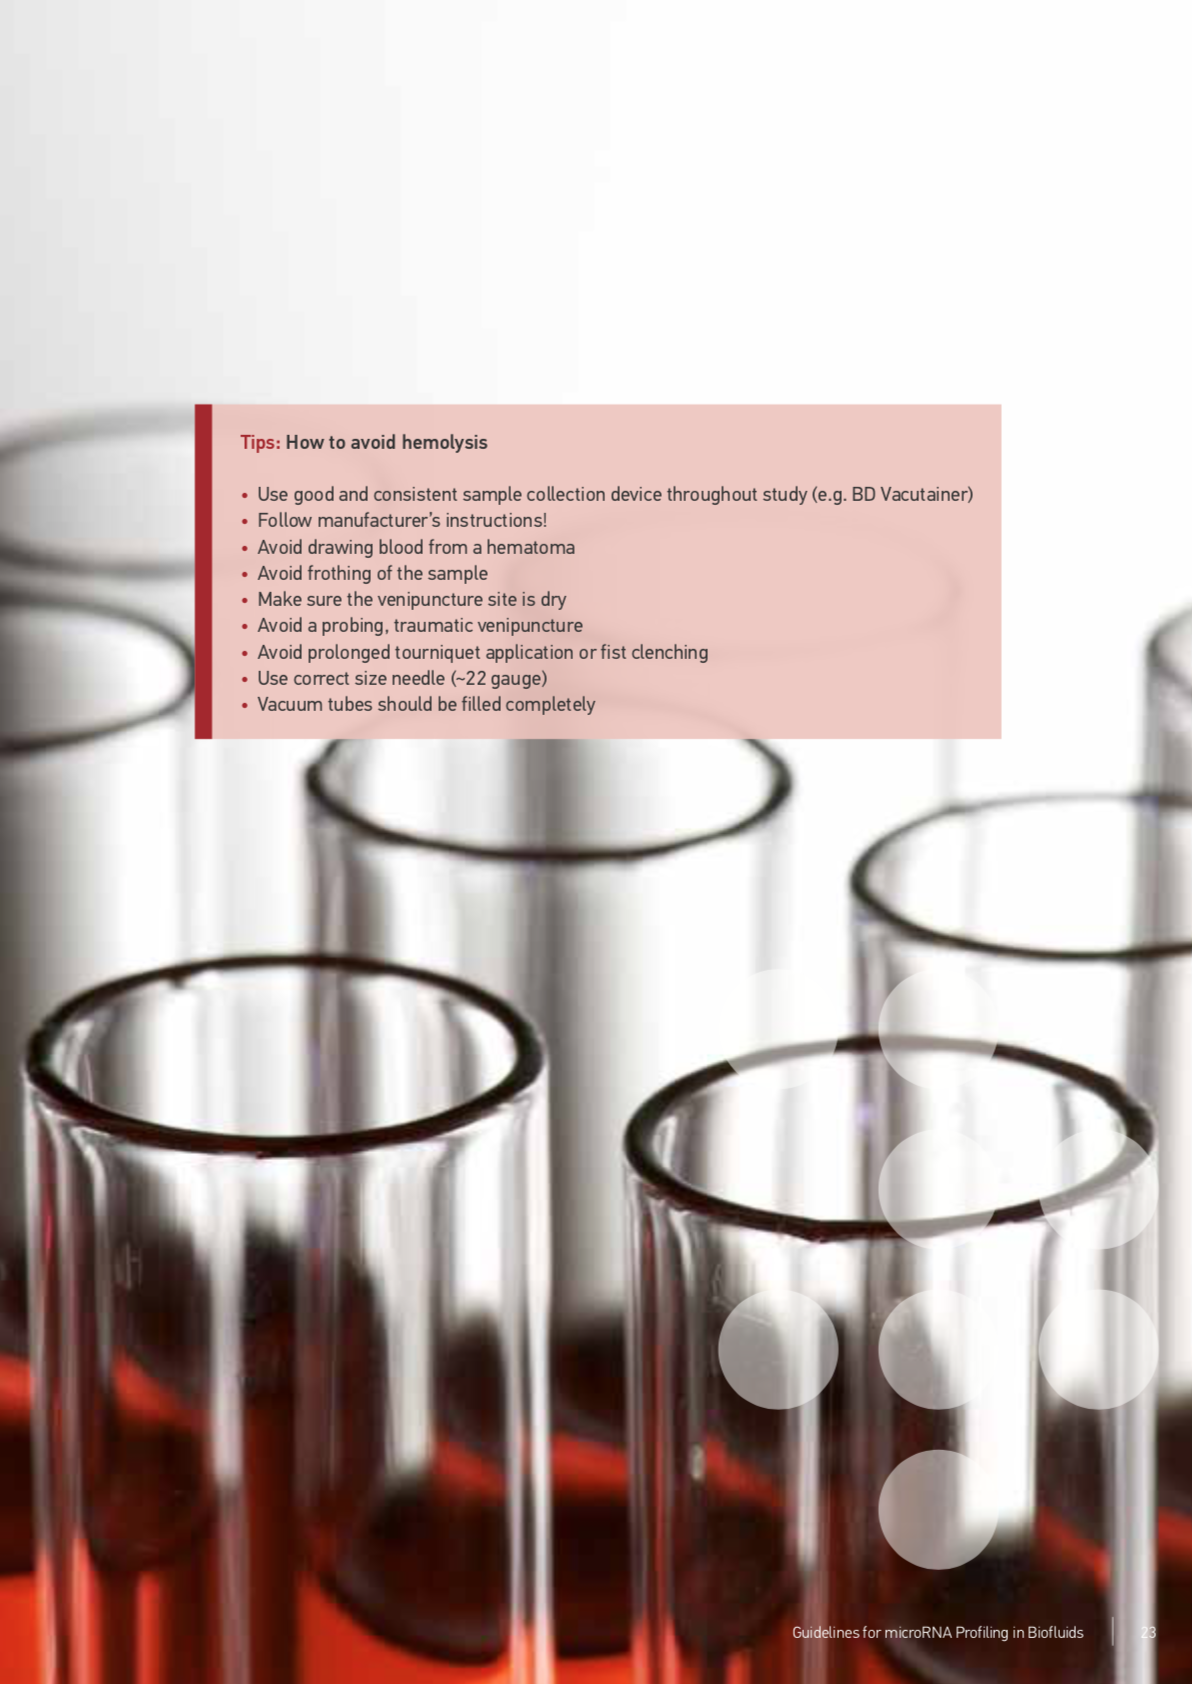 Tips: How to avoid hemolysis
• Use good and consistent sample collection device throughout study (e.g. BD Vacutainer)
• Follow manufacturer’s instructions!
• Avoid drawing blood from a hematoma
• Avoid frothing of the sample
• Make sure the venipuncture site is dry
• Avoid a probing, traumatic venipuncture
• Avoid prolonged tourniquet application or fist clenching
• Use correct size needle (~22 gauge)
• Vacuum tubes should be filled completely
Guidelines for microRNA Profiling in Biofluids
23